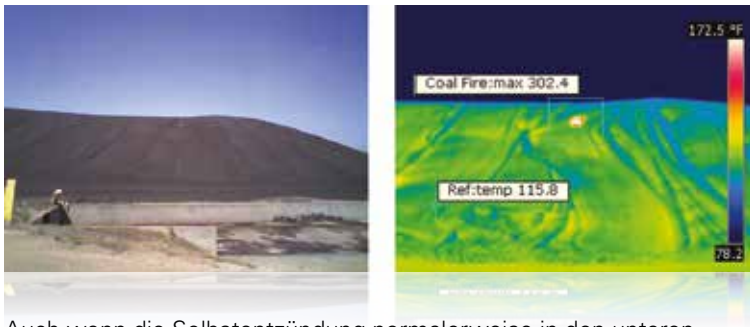 172.5 °F
Coal Fire:max 302.4
Ref:temp 115.8
78.2
Auch wenn die Selbstentzündung normalerweise in den unteren